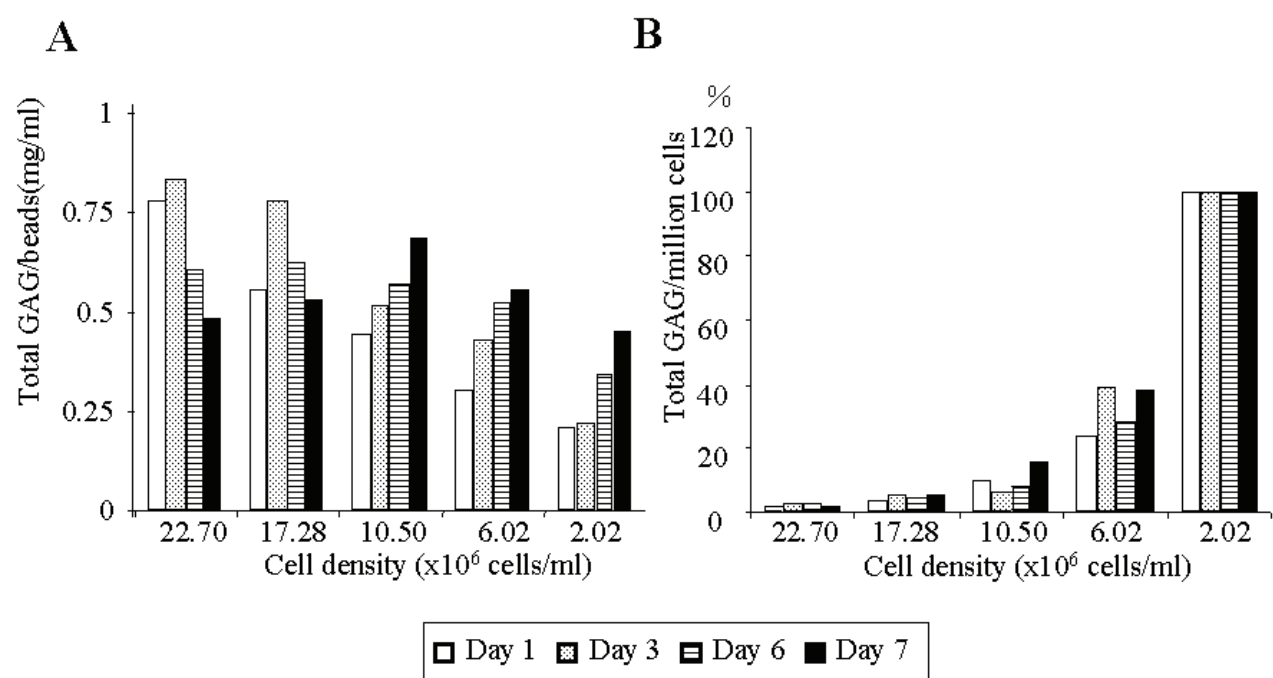 A
Total GAG/beads(mg/ml)
1
0.75
0.5
0.25
0
22.70 17.28 10.50 6.02 2.02
Cell density (x10⁶ cells/ml)
B
%
Total GAG/million cells
120
100
80
60
40
20
0
22.70 17.28 10.50 6.02 2.02
Cell density (x10⁶ cells/ml)
Day 1 Day 3 Day 6 Day 7